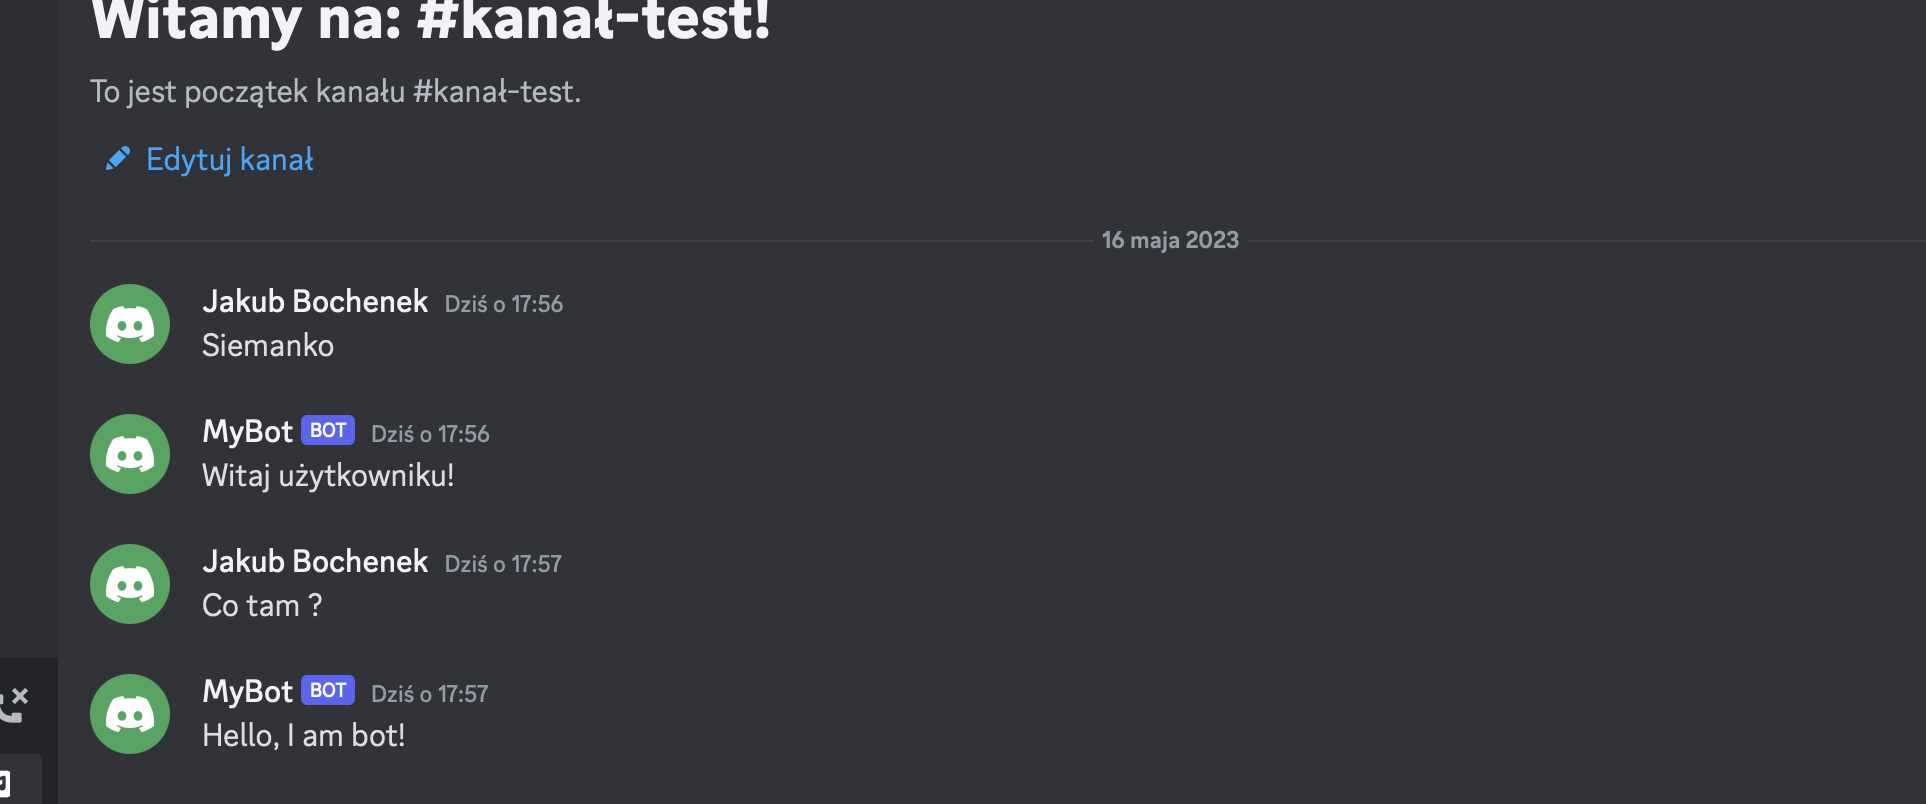 Witamy na: #kanał-test!
To jest początek kanału #kanał-test.
Edytuj kanał
16 maja 2023
Jakub Bochenek Dziś o 17:56
Siemanko
MyBot BOT Dziś o 17:56
Witaj użytkowniku!
Jakub Bochenek Dziś o 17:57
Co tam ?
MyBot BOT Dziś o 17:57
Hello, I am bot!